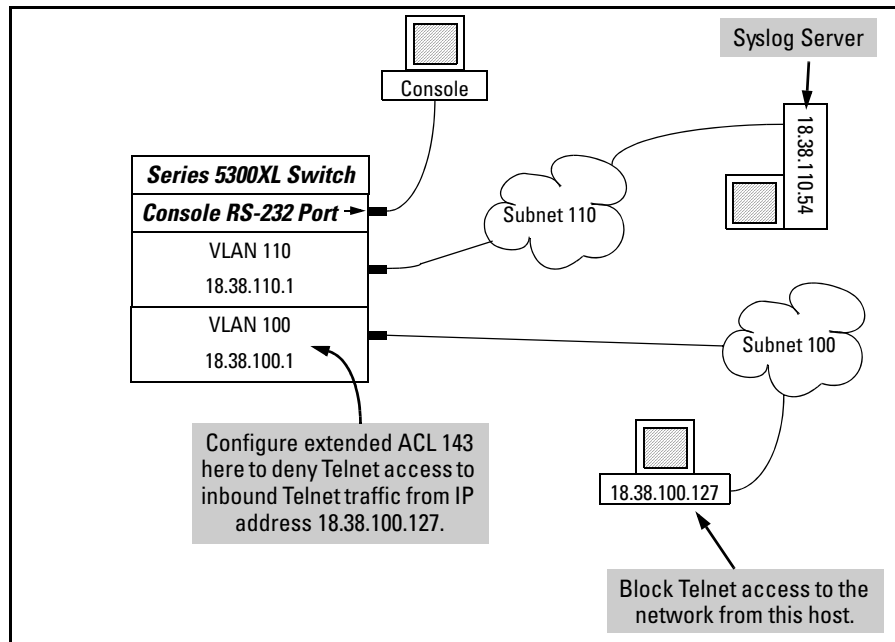 Syslog Server
Console
18.38.110.54
Series 5300XL Switch
Console RS-232 Port
Subnet 110
VLAN 110
18.38.110.1
VLAN 100
18.38.100.1
Subnet 100
Configure extended ACL 143
here to deny Telnet access to
inbound Telnet traffic from IP
address 18.38.100.127.
18.38.100.127
Block Telnet access to the
network from this host.